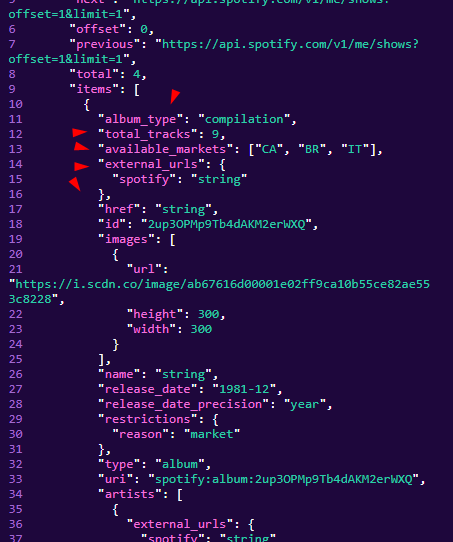 "next": "https://api.spotify.com/v1/me/shows?
offset=1&limit=1",
6 "offset": 0,
7 "previous": "https://api.spotify.com/v1/me/shows?
offset=1&limit=1",
8 "total": 4,
9 "items": [
10 {
11 "album_type": "compilation",
12 "total_tracks": 9,
13 "available_markets": ["CA", "BR", "IT"],
14 "external_urls": {
15 "spotify": "string"
16 },
17 "href": "string",
18 "id": "2up3OPMp9Tb4dAKM2erWXQ",
19 "images": [
20 {
21 "url":
"https://i.scdn.co/image/ab67616d00001e02ff9ca10b55ce82ae55
3c8228",
22 "height": 300,
23 "width": 300
24 }
25 ],
26 "name": "string",
27 "release_date": "1981-12",
28 "release_date_precision": "year",
29 "restrictions": {
30 "reason": "market"
31 },
32 "type": "album",
33 "uri": "spotify:album:2up3OPMp9Tb4dAKM2erWXQ",
34 "artists": [
35 {
36 "external_urls": {
37 "spotify": "string"